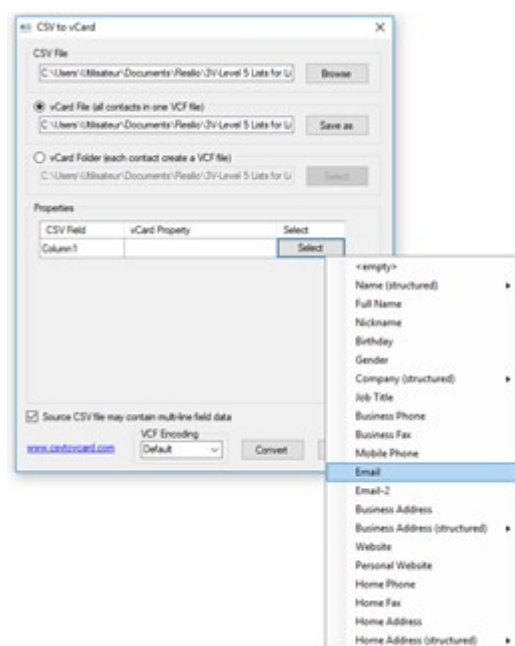 CSV to vCard
CSV File
C:\Users\Utilisateur\Documents\Resilio\3V-Level 5 Lists for Li
Browse
vCard File (all contacts in one VCF file)
C:\Users\Utilisateur\Documents\Resilio\3V-Level 5 Lists for Li
Save as
vCard Folder (each contact create a VCF file)
C:\Users\Utilisateur\Documents\Resilio\3V-Level 5 Lists for Li
Select
Properties
CSV Field vCard Property Select
Column1 Select
<empty>
Name (structured)
Full Name
Nickname
Birthday
Gender
Company (structured)
Job Title
Business Phone
Business Fax
Mobile Phone
Email
Email-2
Business Address
Business Address (structured)
Website
Personal Website
Home Phone
Home Fax
Home Address
Home Address (structured)
Source CSV file may contain multi-line field data
VCF Encoding
www.csvtovcard.com Default Convert